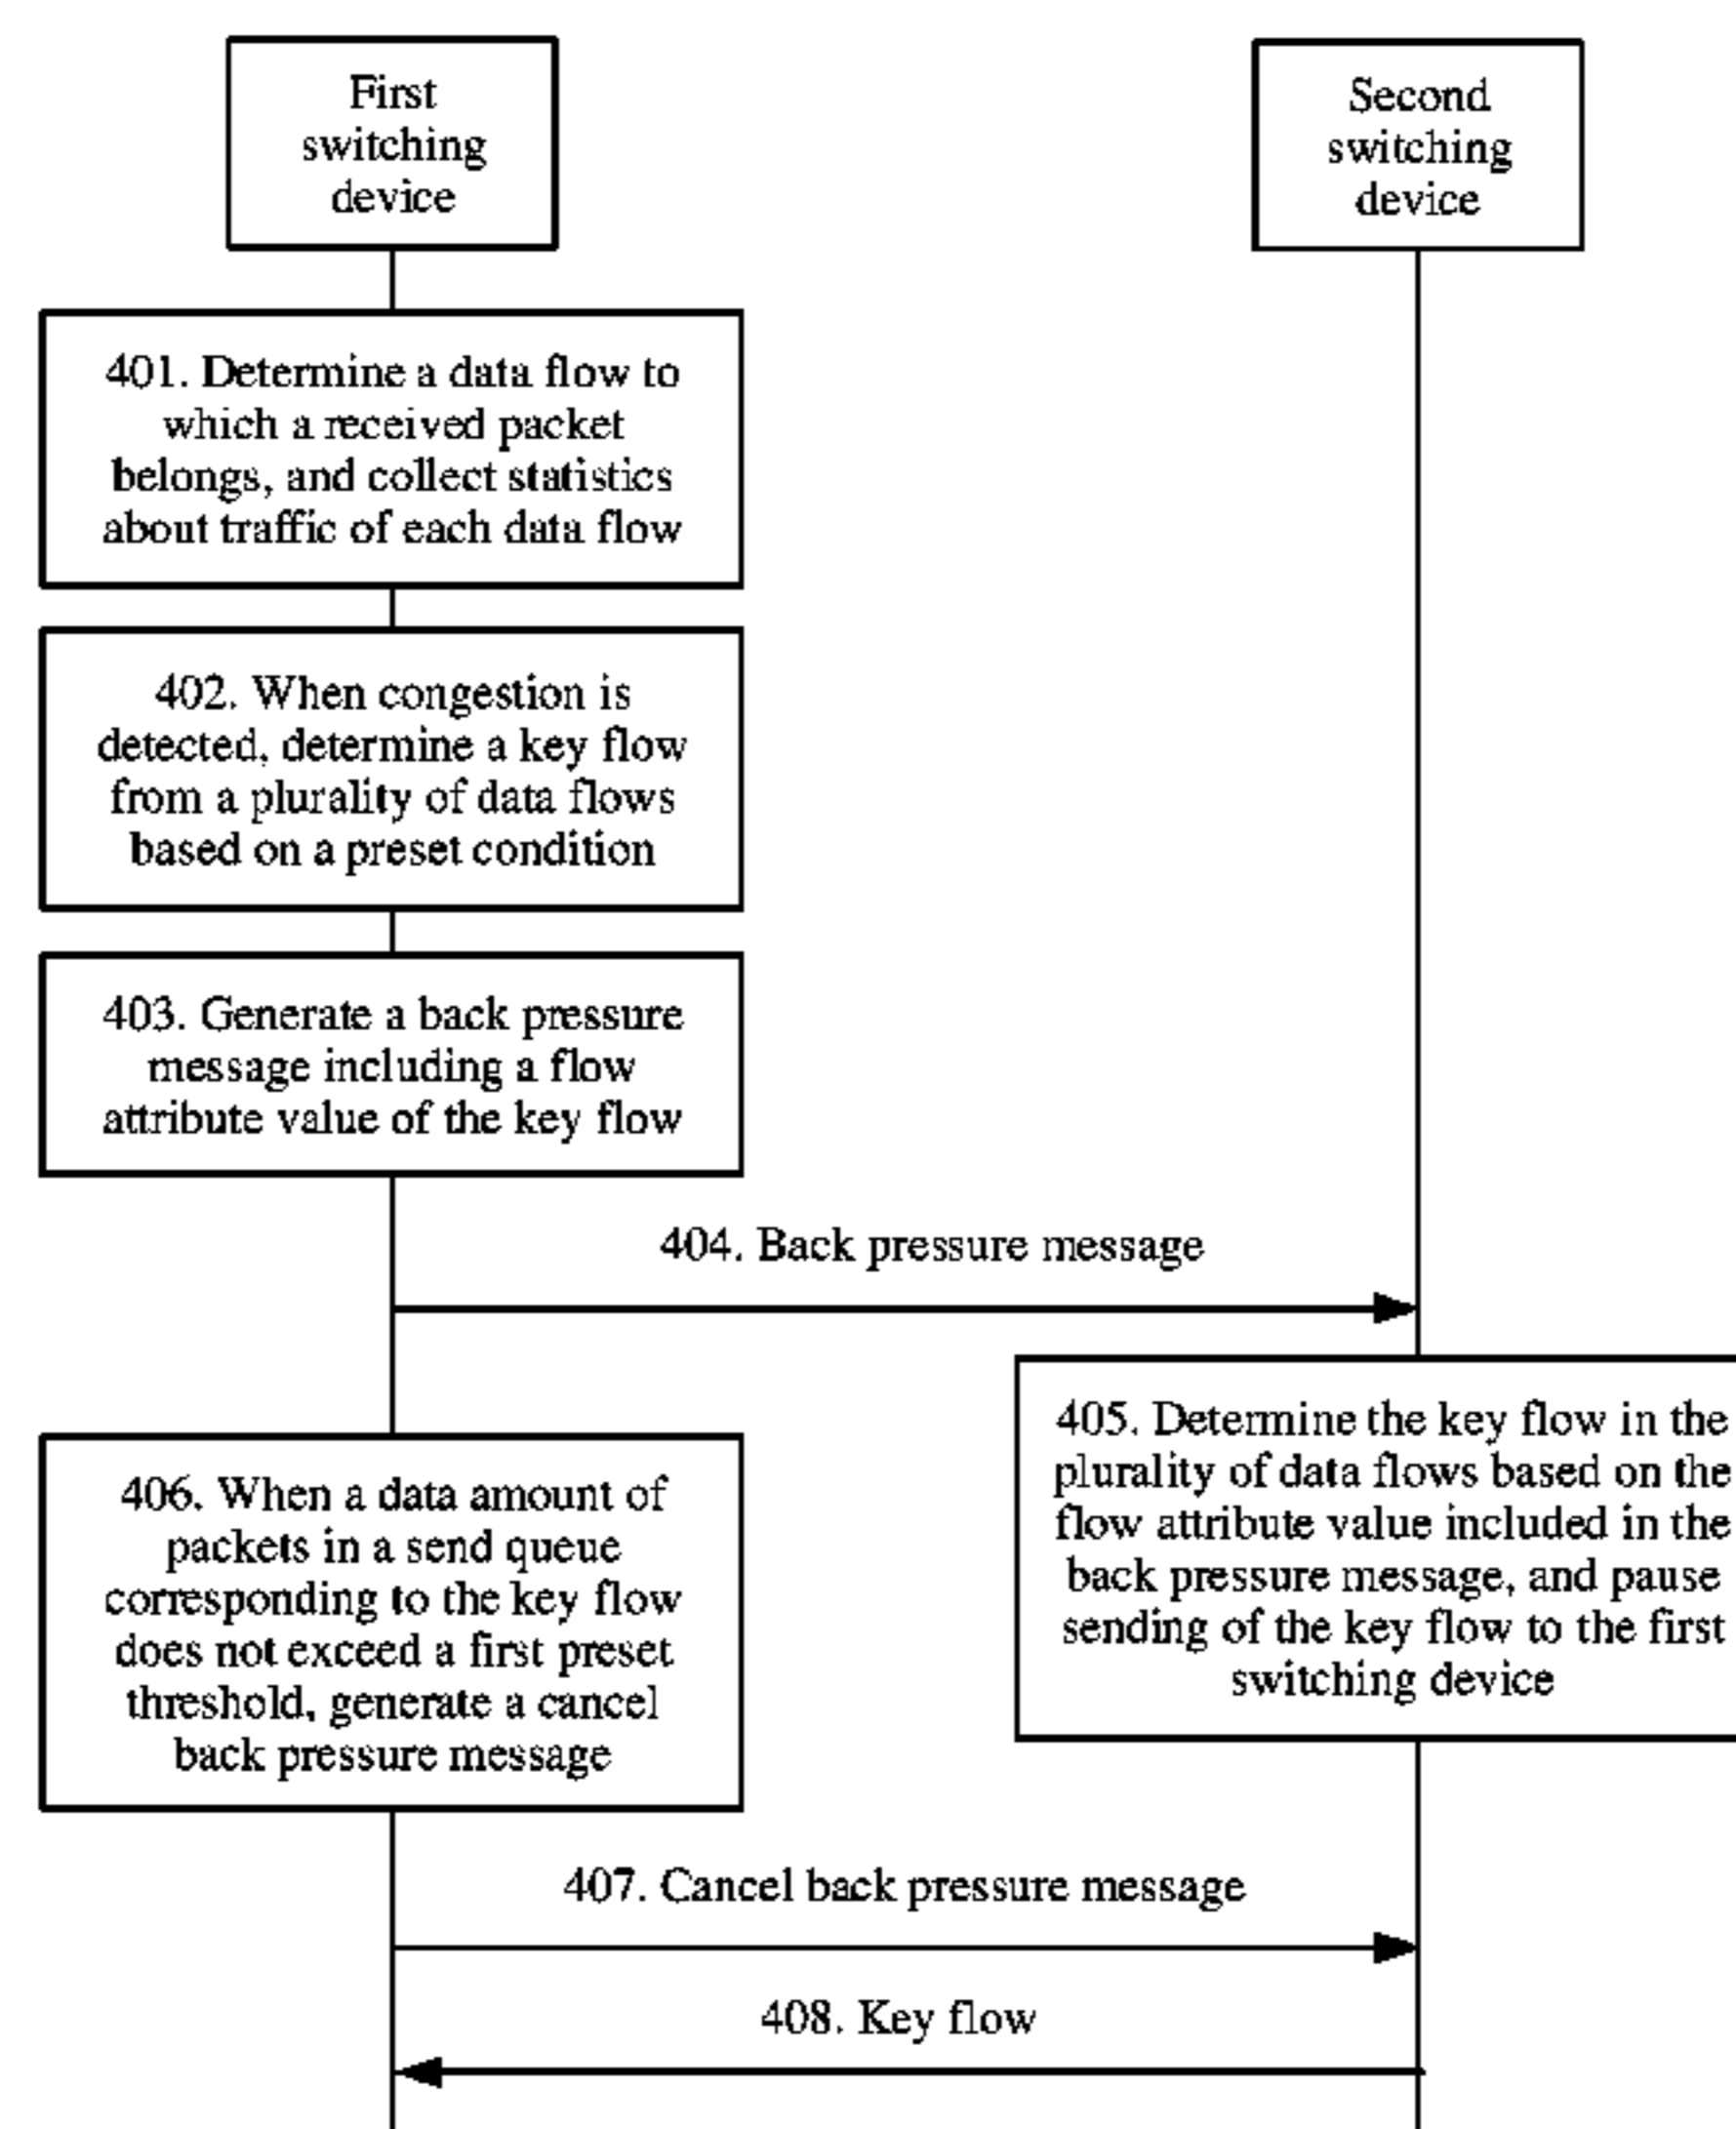 First
switching
device
Second
switching
device
401. Determine a data flow to
which a received packet
belongs, and collect statistics
about traffic of each data flow
402. When congestion is
detected, determine a key flow
from a plurality of data flows
based on a preset condition
403. Generate a back pressure
message including a flow
attribute value of the key flow
404. Back pressure message
405. Determine the key flow in the
plurality of data flows based on the
flow attribute value included in the
back pressure message, and pause
sending of the key flow to the first
switching device
406. When a data amount of
packets in a send queue
corresponding to the key flow
does not exceed a first preset
threshold, generate a cancel
back pressure message
407. Cancel back pressure message
408. Key flow